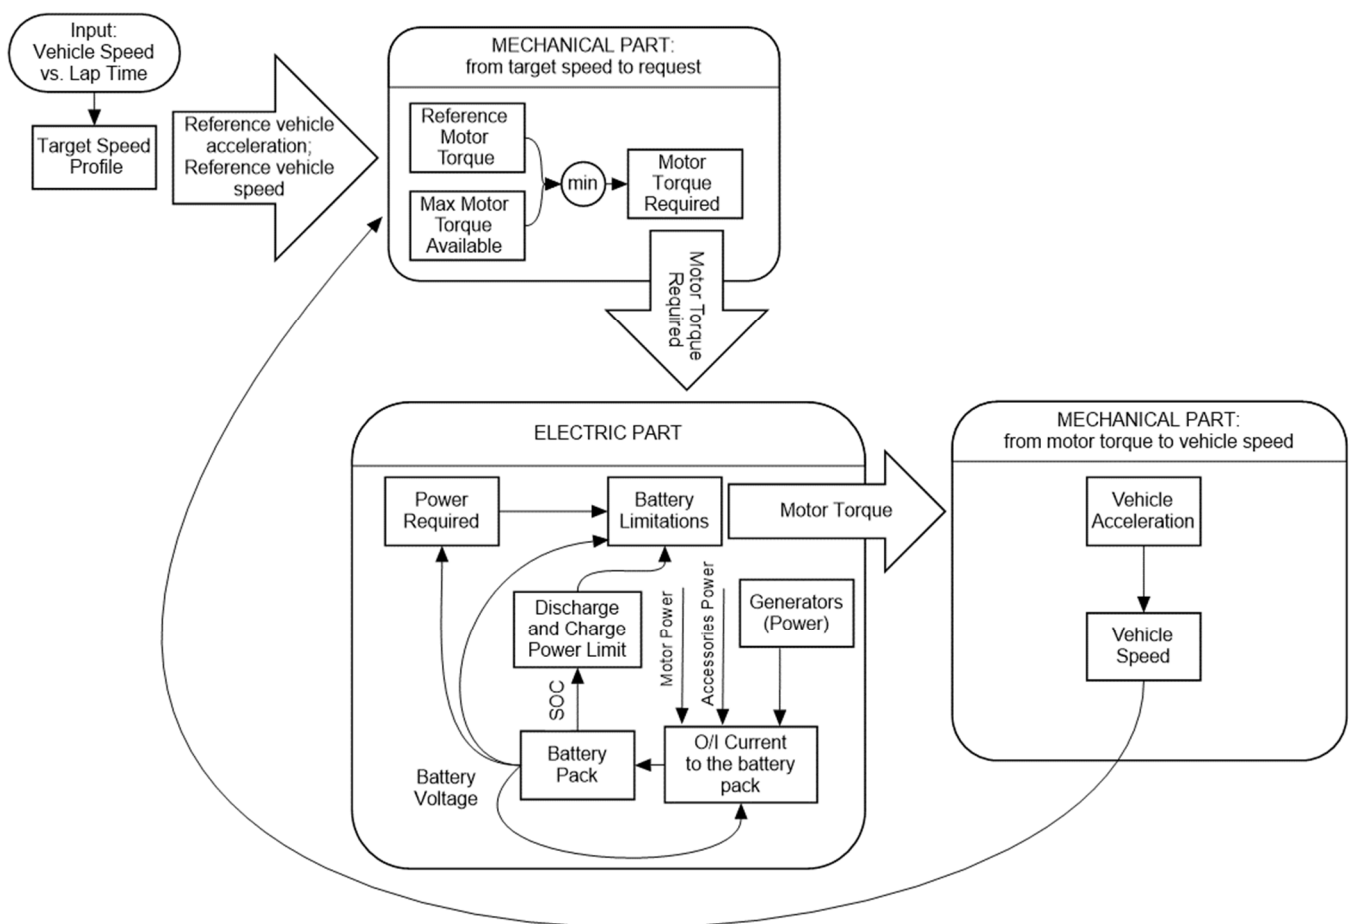 Input:
Vehicle Speed
vs. Lap Time
Target Speed
Profile
Reference vehicle
acceleration;
Reference vehicle
speed
MECHANICAL PART:
from target speed to request
Reference
Motor
Torque
Max Motor
Torque
Available
min
Motor
Torque
Required
Motor Torque
Required
ELECTRIC PART
Power
Required
Battery
Limitations
Discharge
and Charge
Power Limit
SOC
Motor Power
Accessories Power
Generators
(Power)
Battery
Pack
O/I Current
to the battery
pack
Battery
Voltage
Motor Torque
MECHANICAL PART:
from motor torque to vehicle speed
Vehicle
Acceleration
Vehicle
Speed